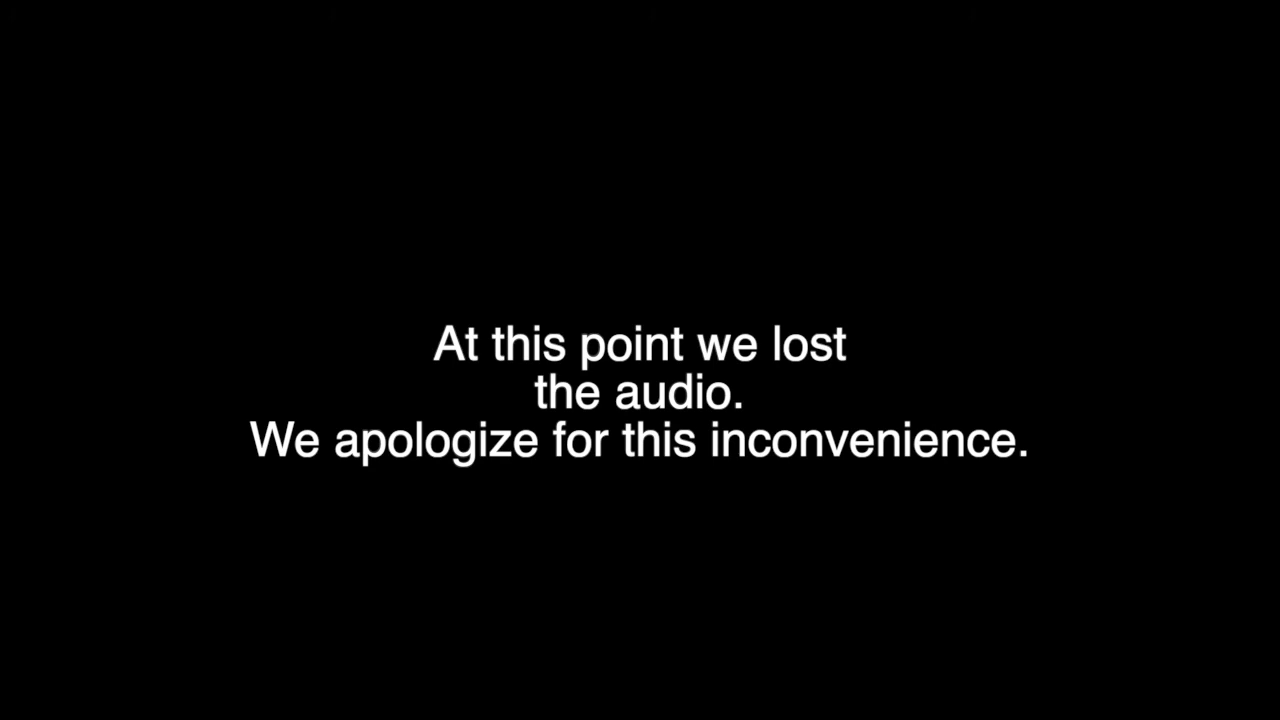 At this point we lost
the audio.
We apologize for this inconvenience.